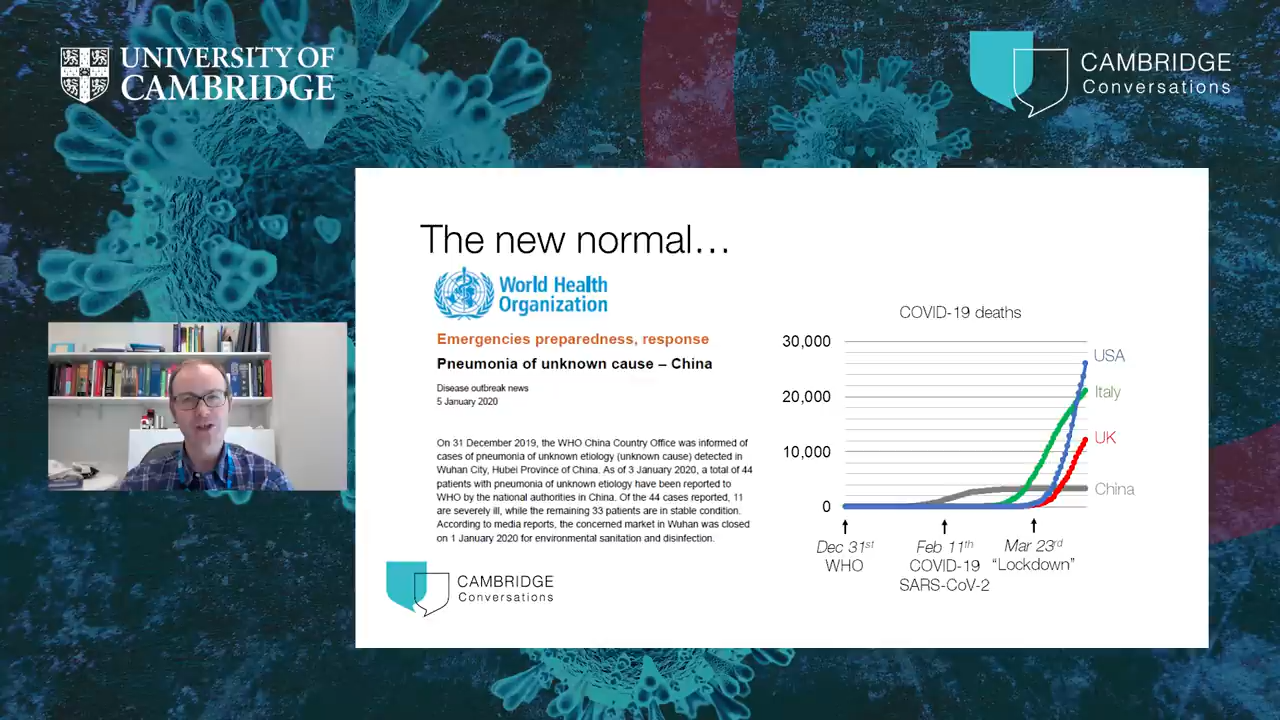 UNIVERSITY OF
CAMBRIDGE
CAMBRIDGE
Conversations
The new normal…
World Health
Organization
Emergencies preparedness, response
Pneumonia of unknown cause – China
Disease outbreak news
5 January 2020
On 31 December 2019, the WHO China Country Office was informed of
cases of pneumonia of unknown etiology (unknown cause) detected in
Wuhan City, Hubei Province of China. As of 3 January 2020, a total of 44
patients with pneumonia of unknown etiology have been reported to
WHO by the national authorities in China. Of the 44 cases reported, 11
are severely ill, while the remaining 33 patients are in stable condition.
According to media reports, the concerned market in Wuhan was closed
on 1 January 2020 for environmental sanitation and disinfection.
CAMBRIDGE
Conversations
COVID-19 deaths
30,000
20,000
10,000
0
USA
Italy
UK
China
Dec 31st
WHO
Feb 11th
COVID-19
SARS-CoV-2
Mar 23rd
“Lockdown”